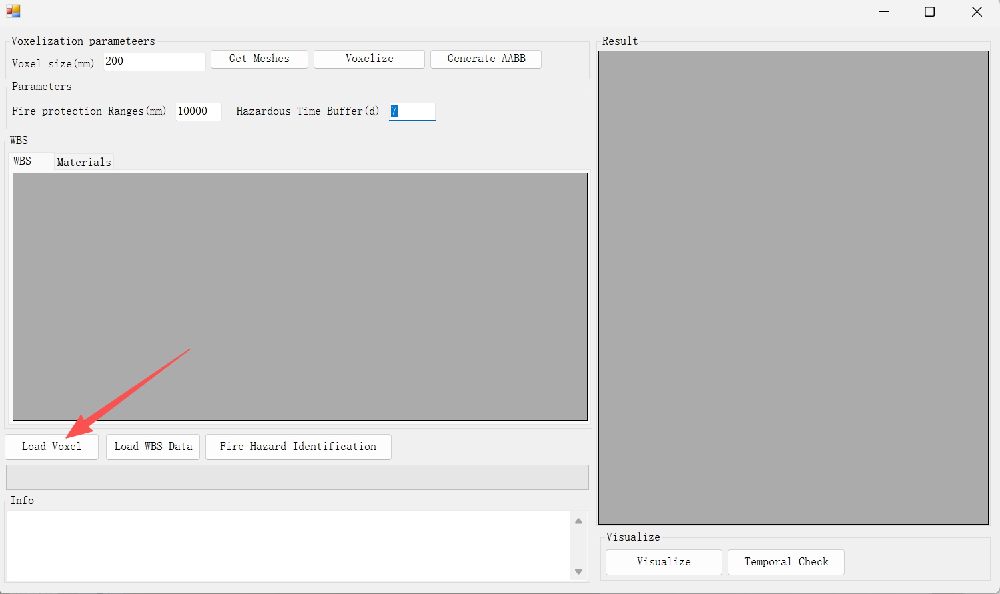 Voxelization parameteers
Voxel size(mm) 200 Get Meshes Voxelize Generate AABB
Parameters
Fire protection Ranges(mm) 10000 Hazardous Time Buffer(d) 7
WBS
WBS Materials
Load Voxel Load WBS Data Fire Hazard Identification
Info
Result
Visualize
Visualize Temporal Check